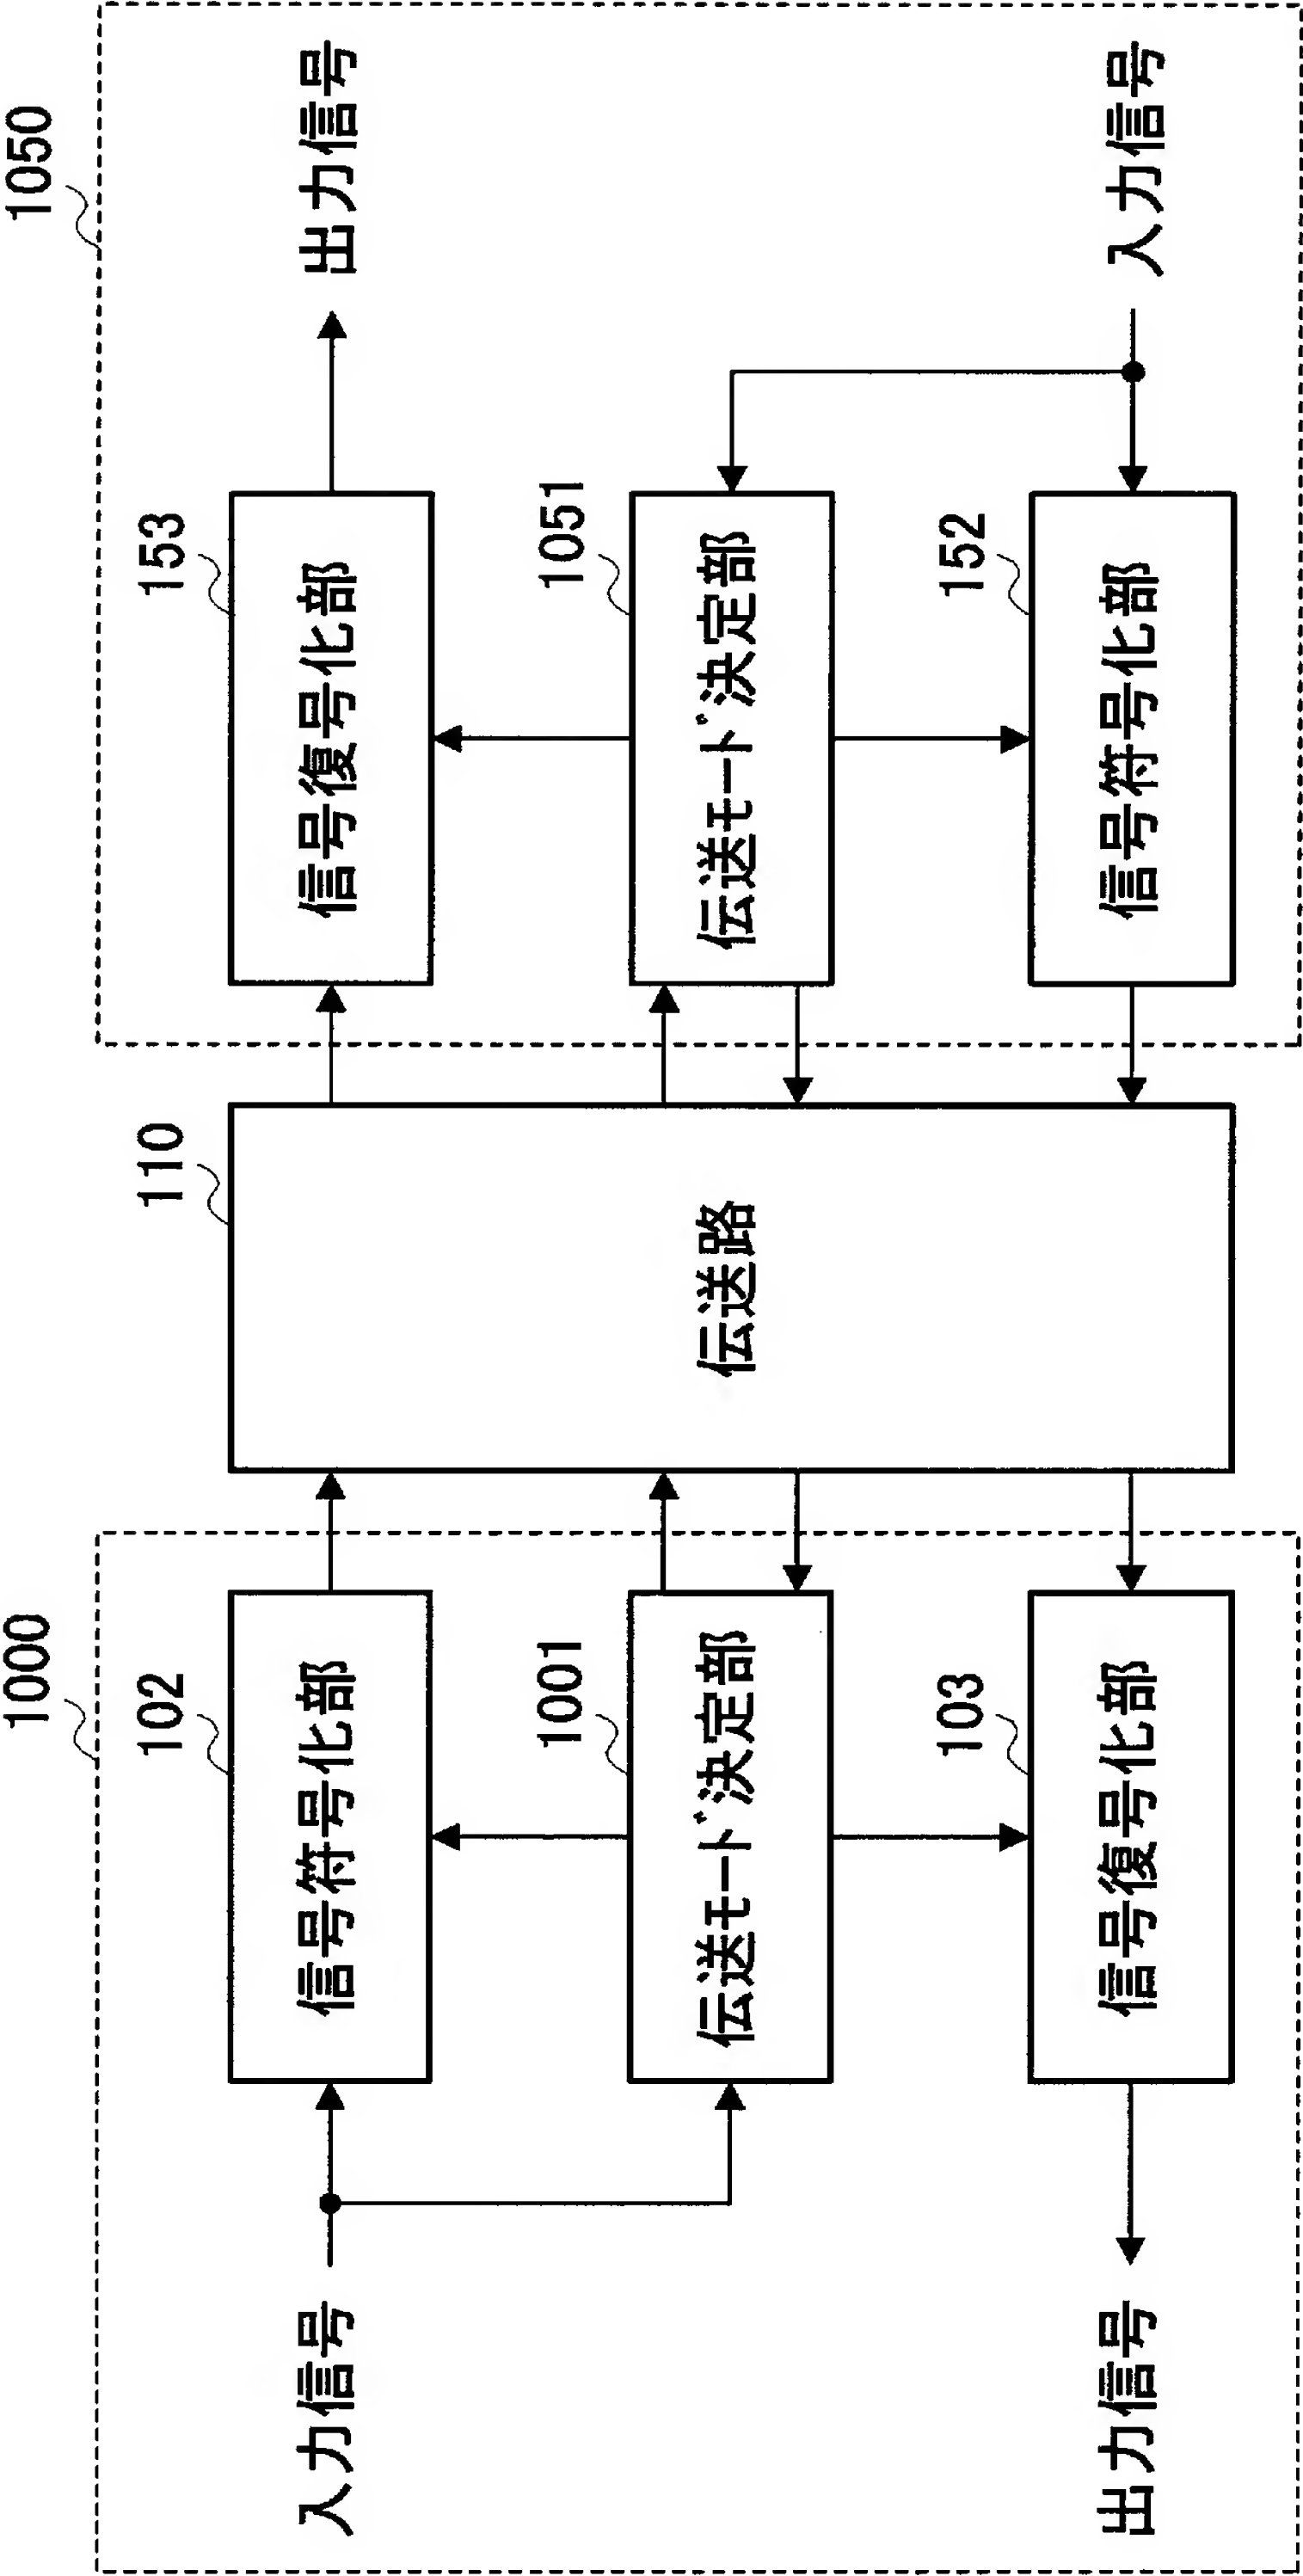 1000
1050
102
110
153
入力信号
信号符号化部
信号復号化部
出力信号
1001
1051
伝送モード決定部
伝送路
伝送モード決定部
103
152
出力信号
信号復号化部
信号符号化部
入力信号